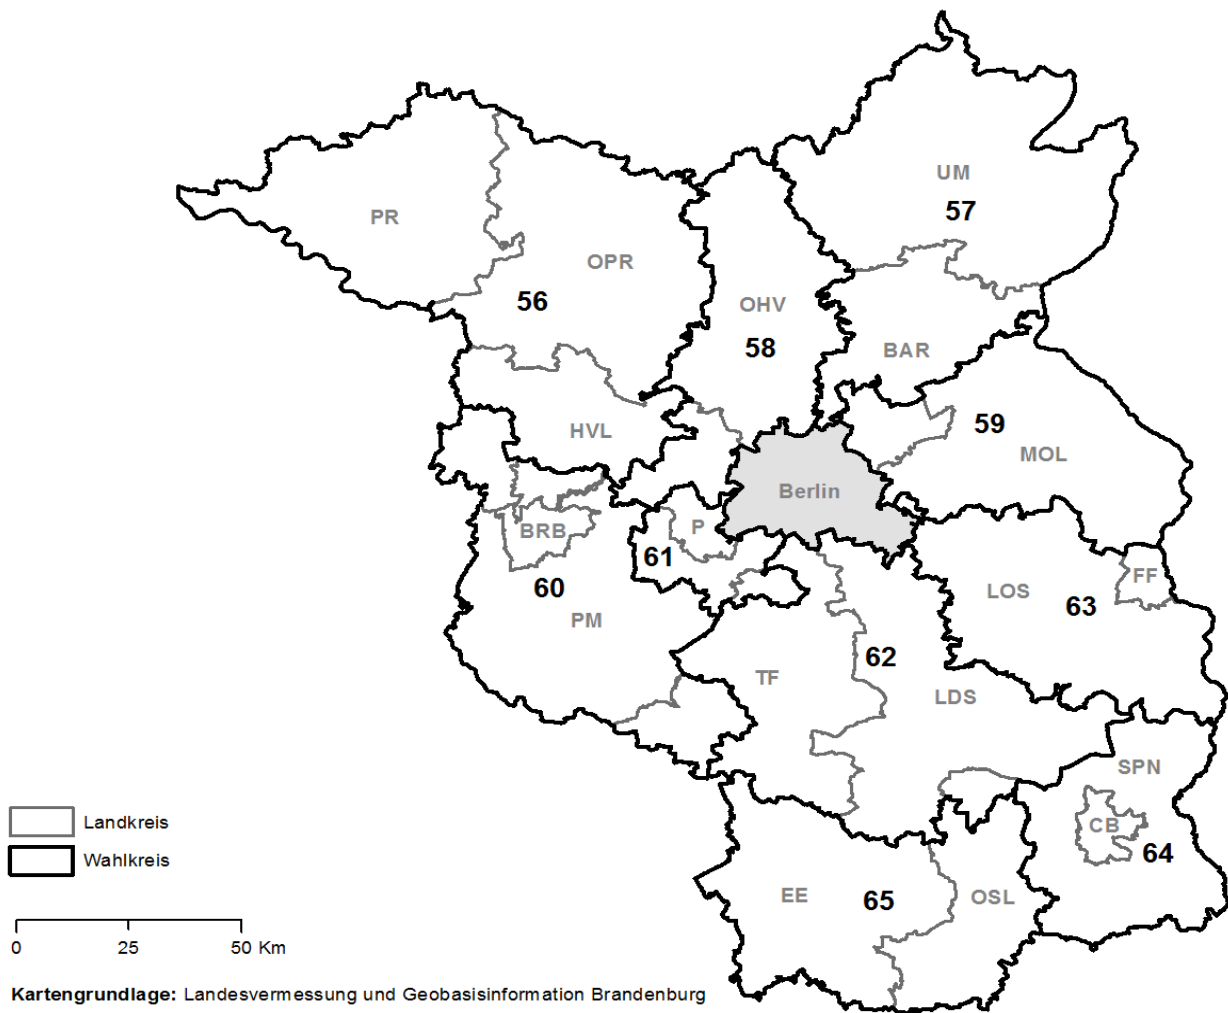 UM
57
PR
OPR
56
OHV
58
BAR
59
MOL
HVL
Berlin
BRB
P
61
60
PM
LOS
FF
63
62
TF
LDS
SPN
CB
64
EE
65
OSL
Landkreis
Wahlkreis
0 25 50 Km
Kartengrundlage: Landesvermessung und Geobasisinformation Brandenburg